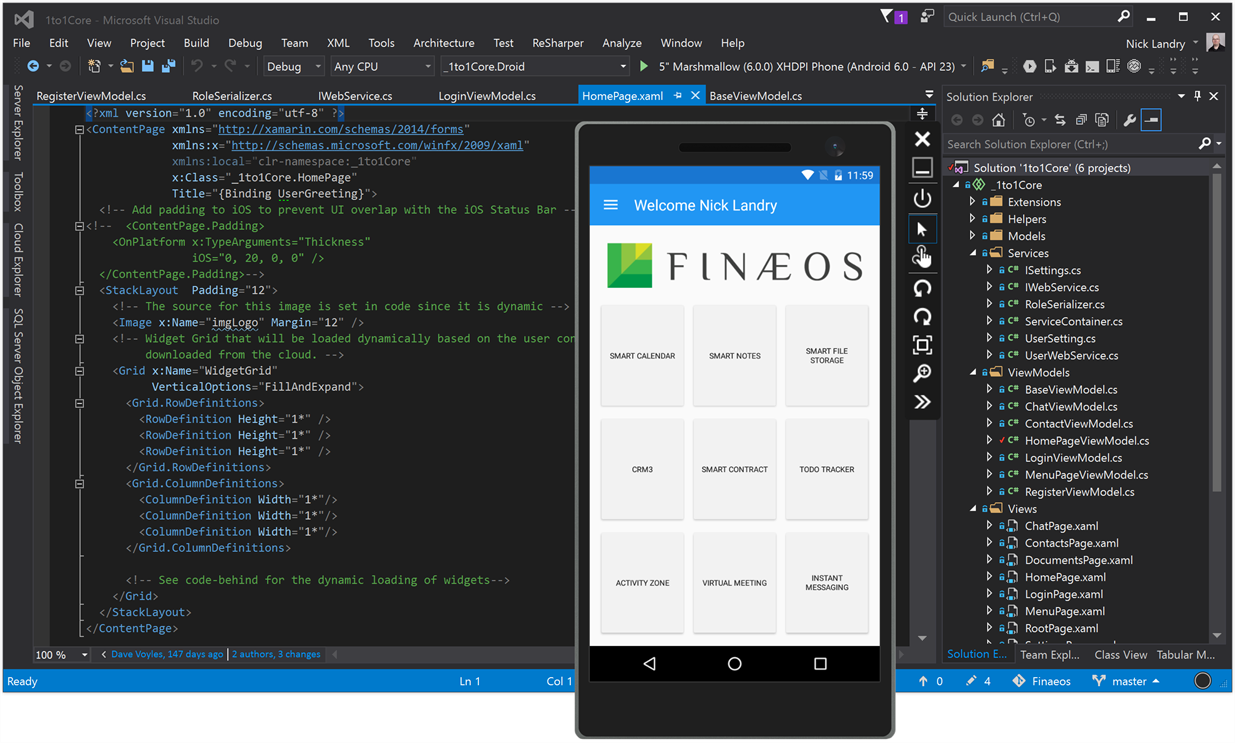 1to1Core - Microsoft Visual Studio
1
Quick Launch (Ctrl+Q)
File Edit View Project Build Debug Team XML Tools Architecture Test ReSharper Analyze Window Help
Nick Landry
Debug Any CPU _1to1Core.Droid 5" Marshmallow (6.0.0) XHDPI Phone (Android 6.0 - API 23)
Server Explorer
Toolbox
Cloud Explorer
SQL Server Object Explorer
RegisterViewModel.cs RoleSerializer.cs IWebService.cs LoginViewModel.cs HomePage.xaml BaseViewModel.cs
<?xml version="1.0" encoding="utf-8" ?>
<ContentPage xmlns="http://xamarin.com/schemas/2014/forms"
xmlns:x="http://schemas.microsoft.com/winfx/2009/xaml"
xmlns:local="clr-namespace:_1to1Core"
x:Class="_1to1Core.HomePage"
Title="{Binding UserGreeting}">
<!-- Add padding to iOS to prevent UI overlap with the iOS Status Bar --
<!-- <ContentPage.Padding>
<OnPlatform x:TypeArguments="Thickness"
iOS="0, 20, 0, 0" />
</ContentPage.Padding>-->
<StackLayout Padding="12">
<!-- The source for this image is set in code since it is dynamic -->
<Image x:Name="imgLogo" Margin="12" />
<!-- Widget Grid that will be loaded dynamically based on the user con
downloaded from the cloud. -->
<Grid x:Name="WidgetGrid"
VerticalOptions="FillAndExpand">
<Grid.RowDefinitions>
<RowDefinition Height="1*" />
<RowDefinition Height="1*" />
<RowDefinition Height="1*" />
</Grid.RowDefinitions>
<Grid.ColumnDefinitions>
<ColumnDefinition Width="1*"/>
<ColumnDefinition Width="1*"/>
<ColumnDefinition Width="1*"/>
</Grid.ColumnDefinitions>
<!-- See code-behind for the dynamic loading of widgets-->
</Grid>
</StackLayout>
</ContentPage>
100 %
Dave Voyles, 147 days ago | 2 authors, 3 changes
11:59
Welcome Nick Landry
FINÆOS
SMART CALENDAR
SMART NOTES
SMART FILE
STORAGE
CRM3
SMART CONTRACT
TODO TRACKER
ACTIVITY ZONE
VIRTUAL MEETING
INSTANT
MESSAGING
Solution Explorer
Search Solution Explorer (Ctrl+;)
Solution '1to1Core' (6 projects)
_1to1Core
Extensions
Helpers
Models
Services
ISettings.cs
IWebService.cs
RoleSerializer.cs
ServiceContainer.cs
UserSetting.cs
UserWebService.cs
ViewModels
BaseViewModel.cs
ChatViewModel.cs
ContactViewModel.cs
HomePageViewModel.cs
LoginViewModel.cs
MenuPageViewModel.cs
RegisterViewModel.cs
Views
ChatPage.xaml
ContactsPage.xaml
DocumentsPage.xaml
HomePage.xaml
LoginPage.xaml
MenuPage.xaml
RootPage.xaml
Solution E... Team Expl... Class View Tabular M...
Ready Ln 1 Col 1 0 4 Finaeos master